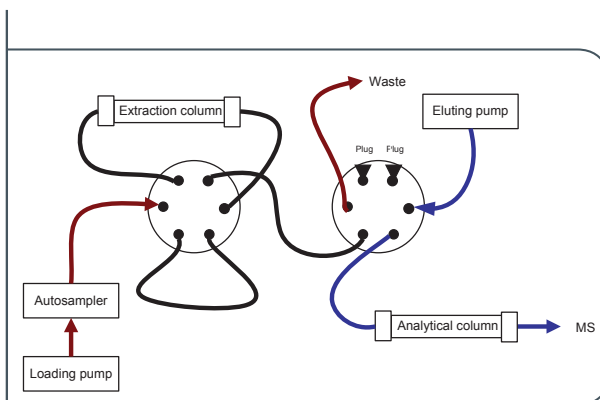 Waste
Extraction column
Eluting pump
Plug
Plug
Autosampler
Analytical column
MS
Loading pump